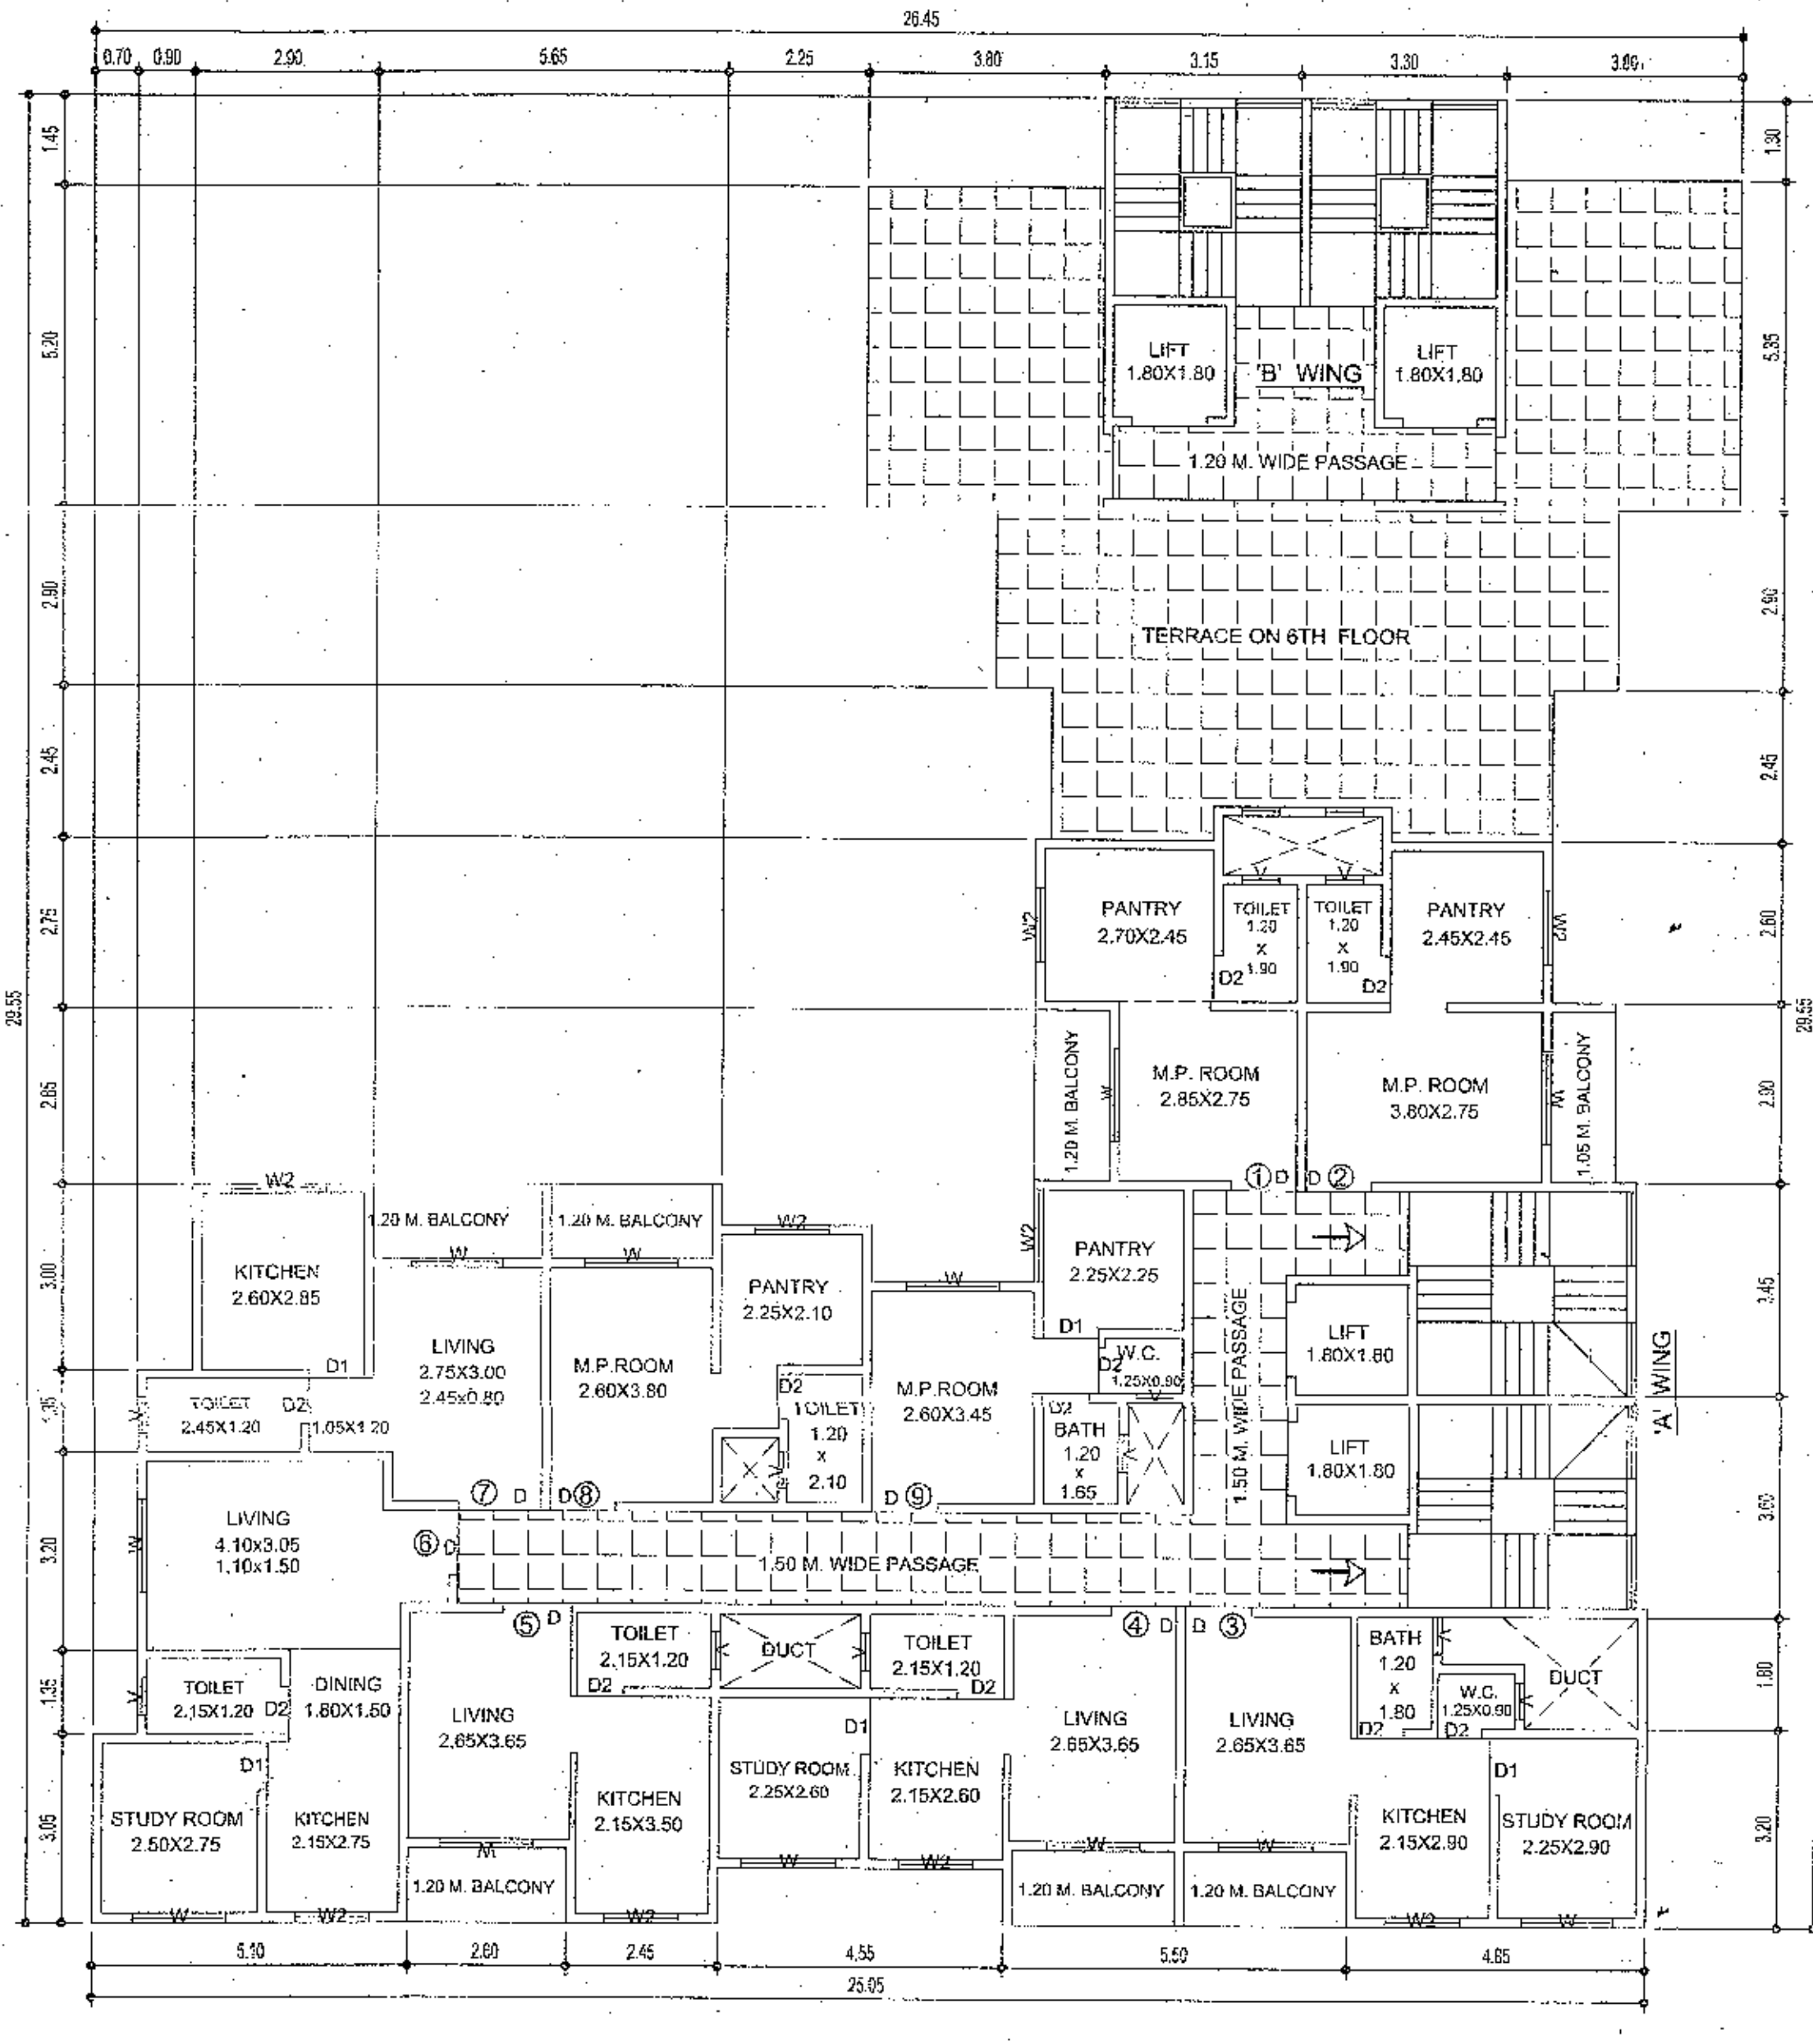 26.45
0.70 0.90 2.90 5.65 2.25 3.80 3.15 3.30
1.45
1.30
5.20
5.35
LIFT
1.80X1.80
'B' WING
LIFT
1.80X1.80
1.20 M. WIDE PASSAGE
2.90
2.90
TERRACE ON 6TH FLOOR
2.45
2.45
V V
PANTRY
2.70X2.45
TOILET
1.20
X
1.90
TOILET
1.20
X
1.90
PANTRY
2.45X2.45
W2
W2
D2
D2
2.75
2.60
29.55
29.55
2.85
2.90
1.20 M. BALCONY
W
M.P. ROOM
2.85X2.75
M.P. ROOM
3.80X2.75
W
1.05 M. BALCONY
1 D D 2
W2
1.20 M. BALCONY
1.20 M. BALCONY
W
W
W2
W
W2
KITCHEN
2.60X2.85
LIVING
2.75X3.00
2.45x0.80
M.P.ROOM
2.60X3.80
PANTRY
2.25X2.10
PANTRY
2.25X2.25
M.P.ROOM
2.60X3.45
D1
D1
W.C.
1.25X0.90
D2
V
LIFT
1.80X1.80
LIFT
1.80X1.80
1.50 M. WIDE PASSAGE
'A' WING
3.00
3.45
1.35
TOILET
2.45X1.20
D2
1.05X1.20
V
D2
TOILET
1.20
x
2.10
V
D2
BATH
1.20
x
1.65
V
7 D D 8
D 9
6 D
3.20
3.60
W
LIVING
4.10x3.05
1.10x1.50
1.50 M. WIDE PASSAGE
5 D
4 D D 3
TOILET
2.15X1.20
D2
V
DUCT
V
TOILET
2.15X1.20
D2
BATH
1.20
x
1.80
D2
V
W.C.
1.25X0.90
D2
V
DUCT
1.35
1.80
V
TOILET
2.15X1.20
D2
DINING
1.80X1.50
LIVING
2.65X3.65
D1
LIVING
2.65X3.65
LIVING
2.65X3.65
D1
D1
STUDY ROOM
2.50X2.75
KITCHEN
2.15X2.75
KITCHEN
2.15X3.50
STUDY ROOM
2.25X2.60
KITCHEN
2.15X2.60
KITCHEN
2.15X2.90
STUDY ROOM
2.25X2.90
3.05
3.20
W
W
W2
W
W
1.20 M. BALCONY
1.20 M. BALCONY
1.20 M. BALCONY
W
W2
W2
W2
W
5.10 2.60 2.45 4.55 5.50 4.85
25.05